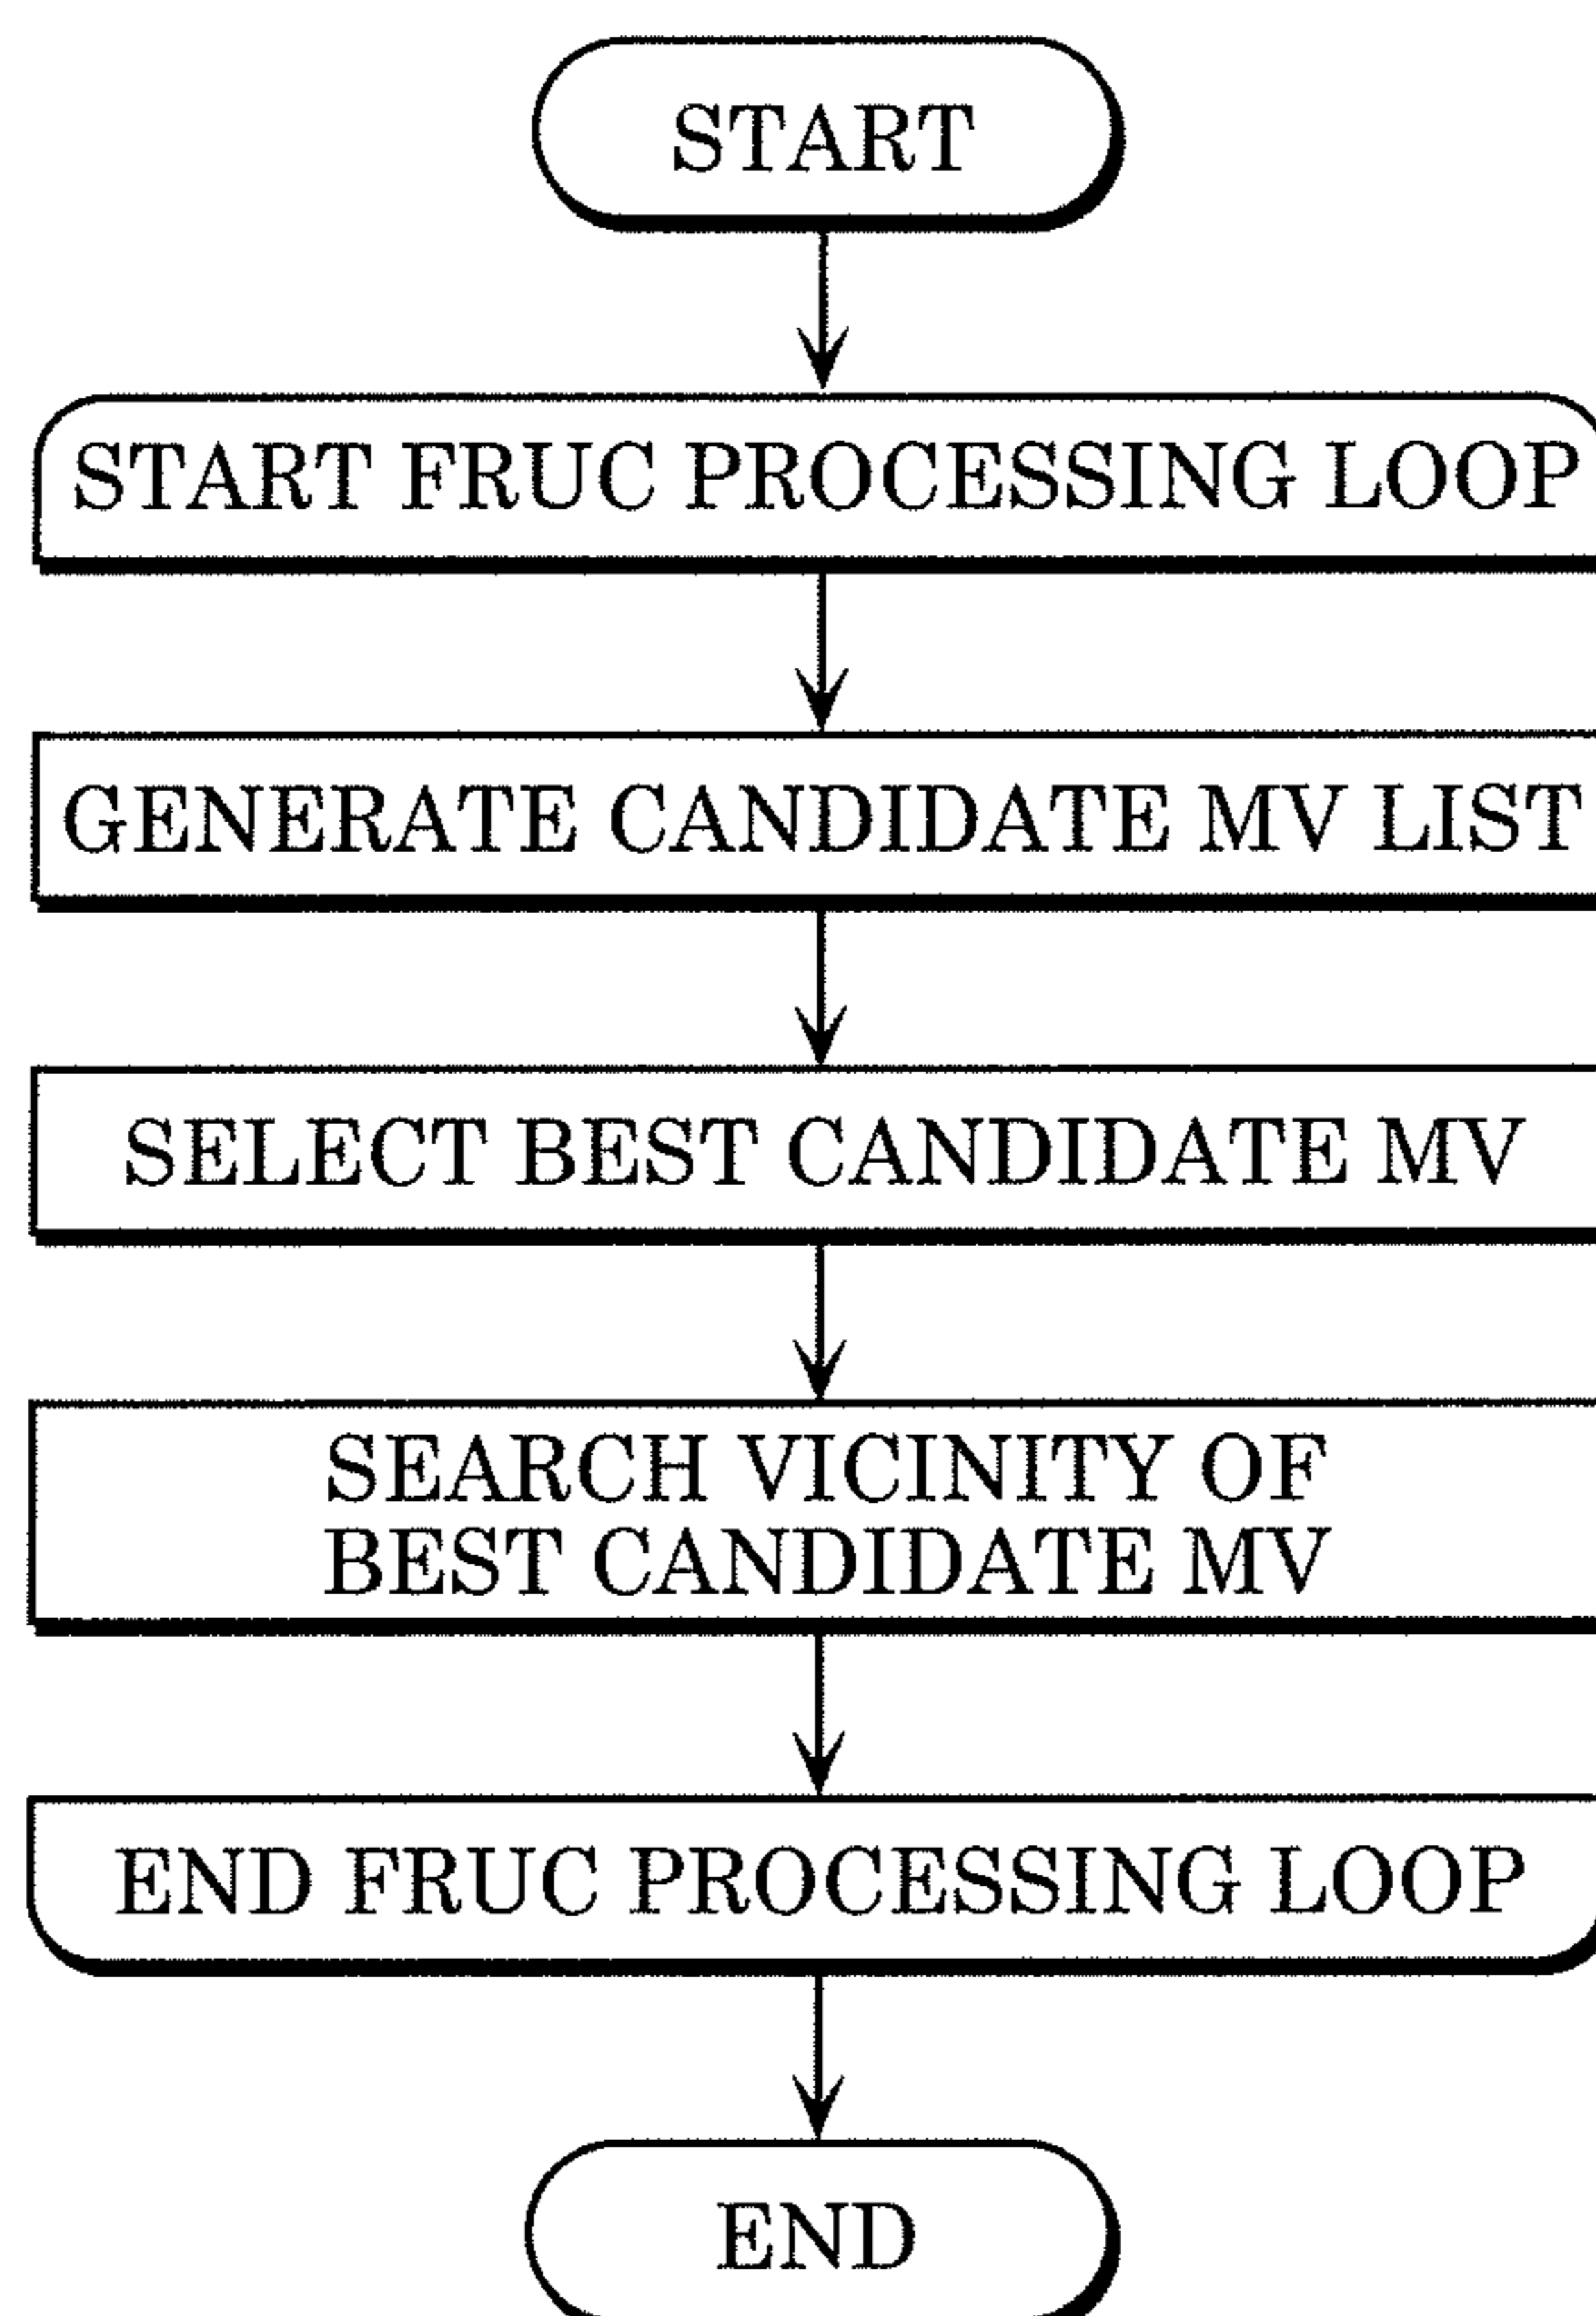 START
START FRUC PROCESSING LOOP
GENERATE CANDIDATE MV LIST
SELECT BEST CANDIDATE MV
SEARCH VICINITY OF
BEST CANDIDATE MV
END FRUC PROCESSING LOOP
END